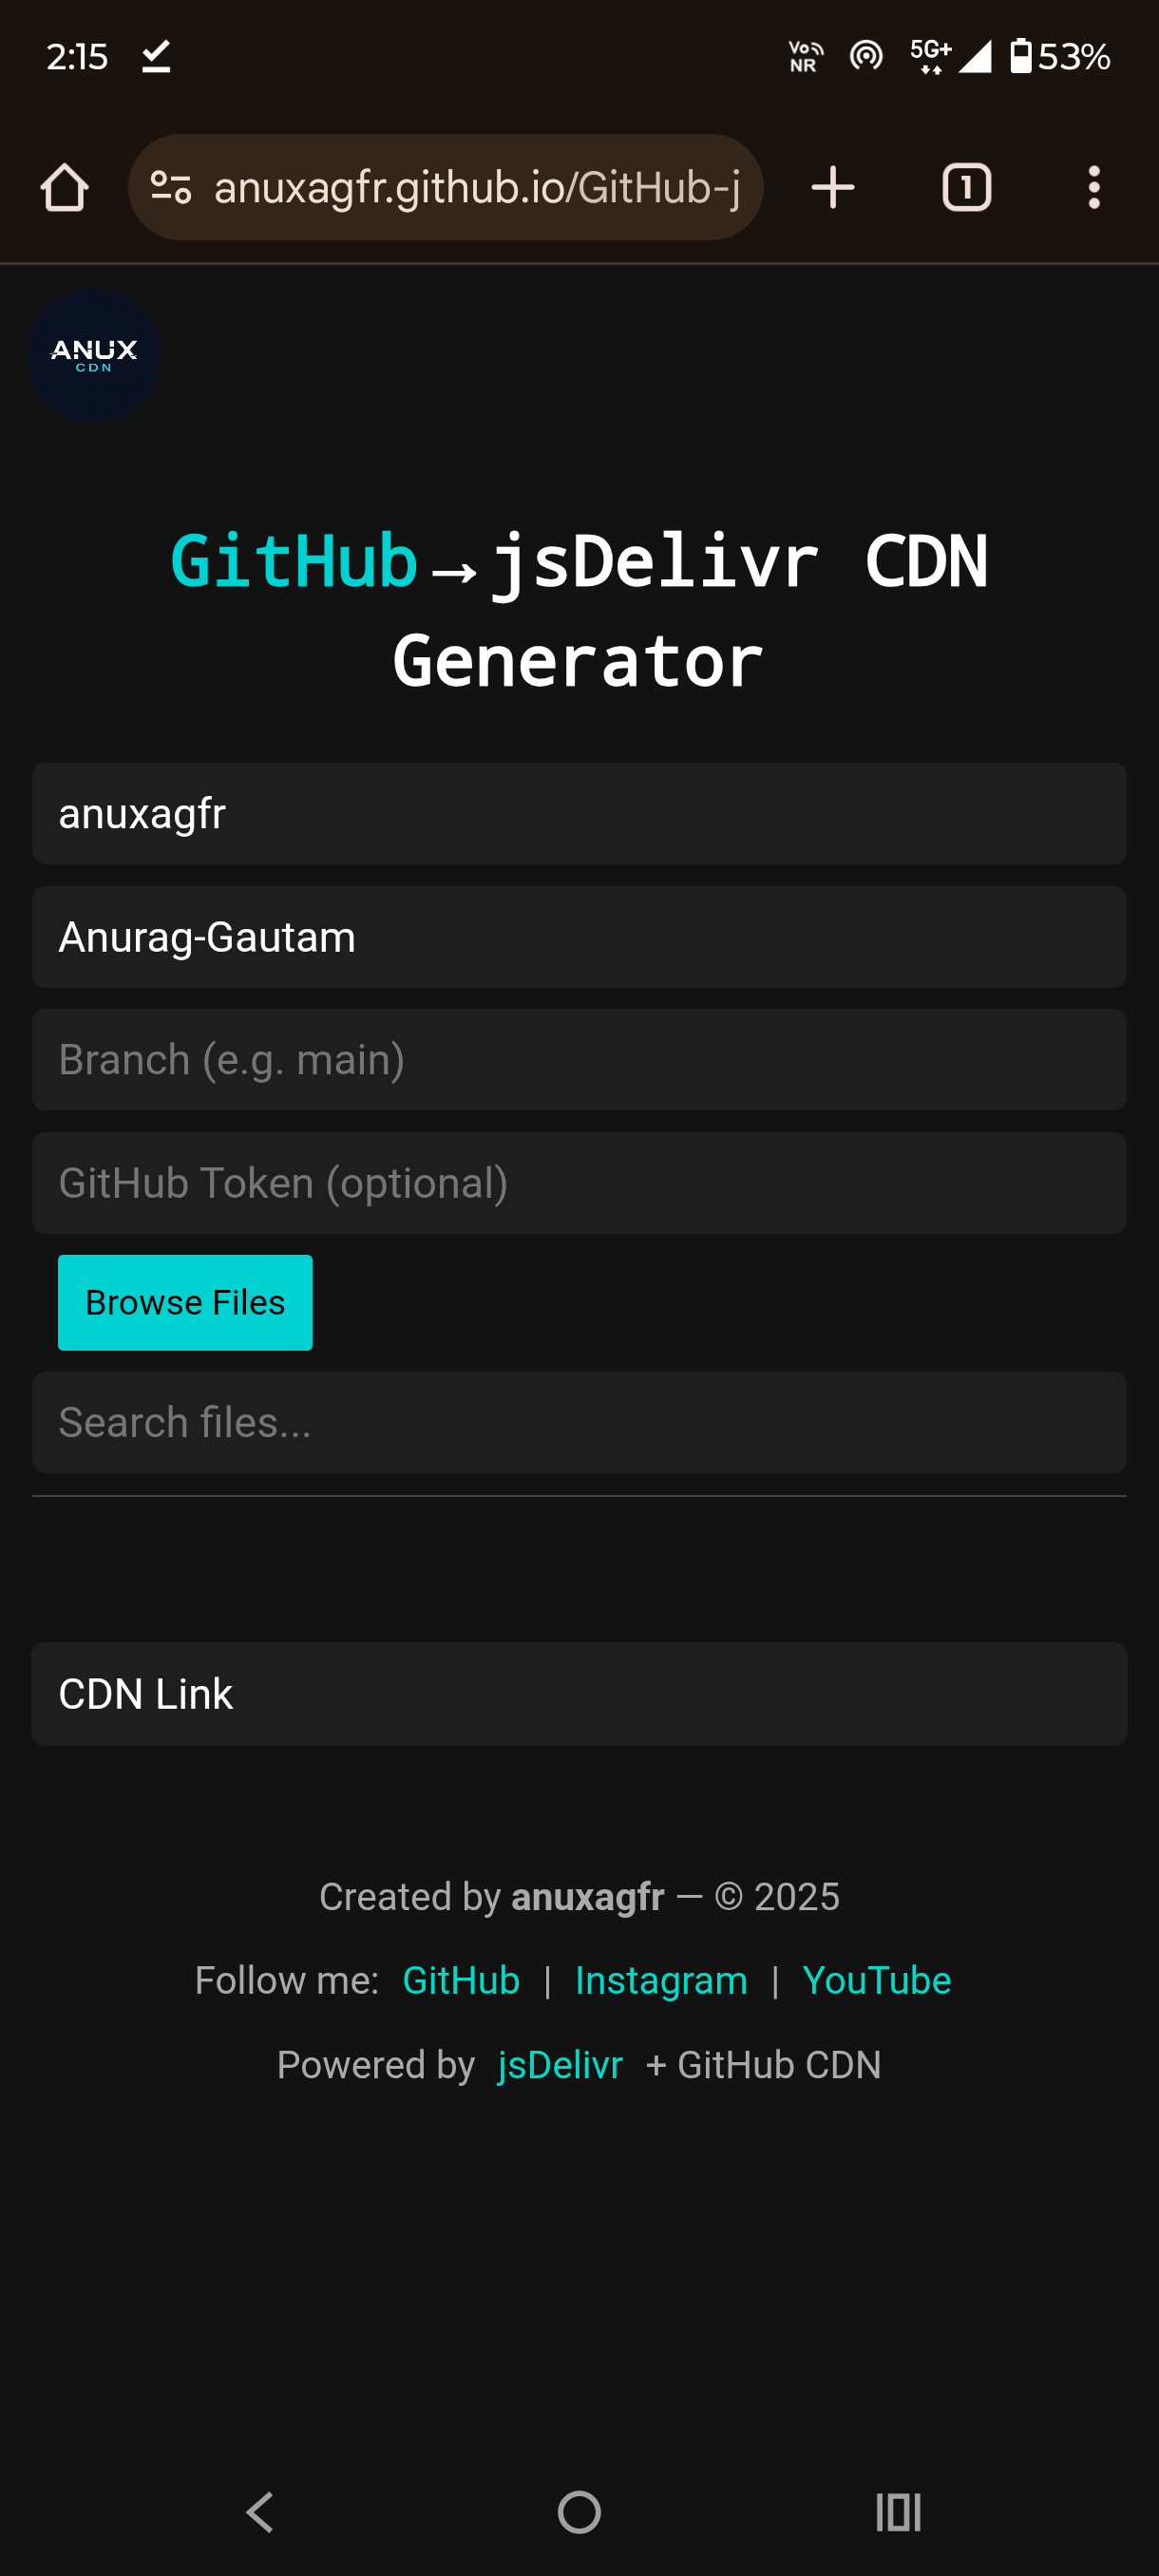 2:15
Vo NR 5G+ 53%
anuxagfr.github.io/GitHub-j
1
ANUX
CDN
GitHub→jsDelivr CDN
Generator
anuxagfr
Anurag-Gautam
Branch (e.g. main)
GitHub Token (optional)
Browse Files
Search files...
CDN Link
Created by anuxagfr — © 2025
Follow me: GitHub | Instagram | YouTube
Powered by jsDelivr + GitHub CDN